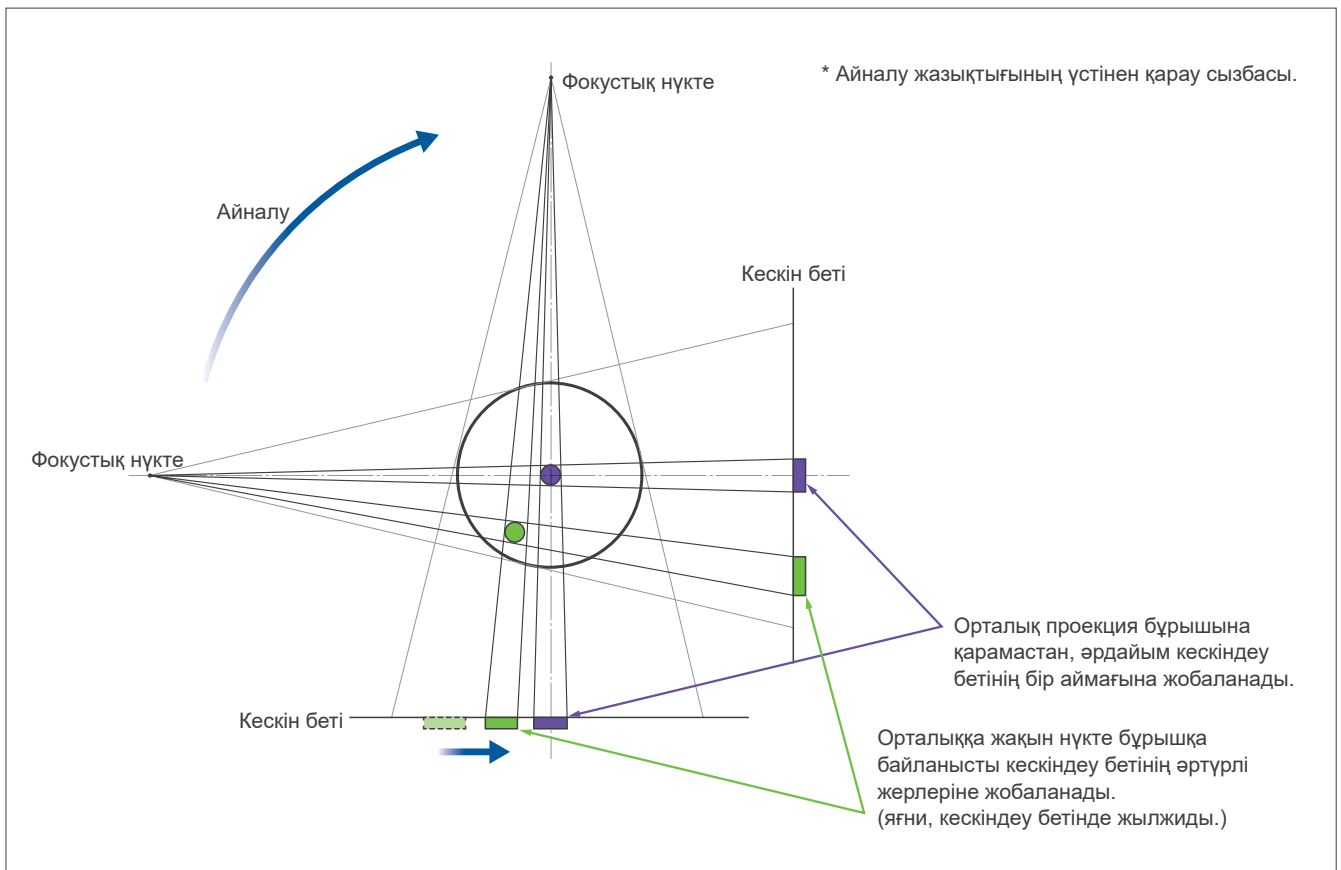 Фокустық нүкте
* Айналу жазықтығының үстінен қарау сызбасы.
Айналу
Кескін беті
Фокустық нүкте
Орталық проекция бұрышына
қарамастан, әрдайым кескіндеу
бетінің бір аймағына жобаланады.
Кескін беті
Орталыққа жақын нүкте бұрышқа
байланысты кескіндеу бетінің әртүрлі
жерлеріне жобаланады.
(яғни, кескіндеу бетінде жылжиды.)